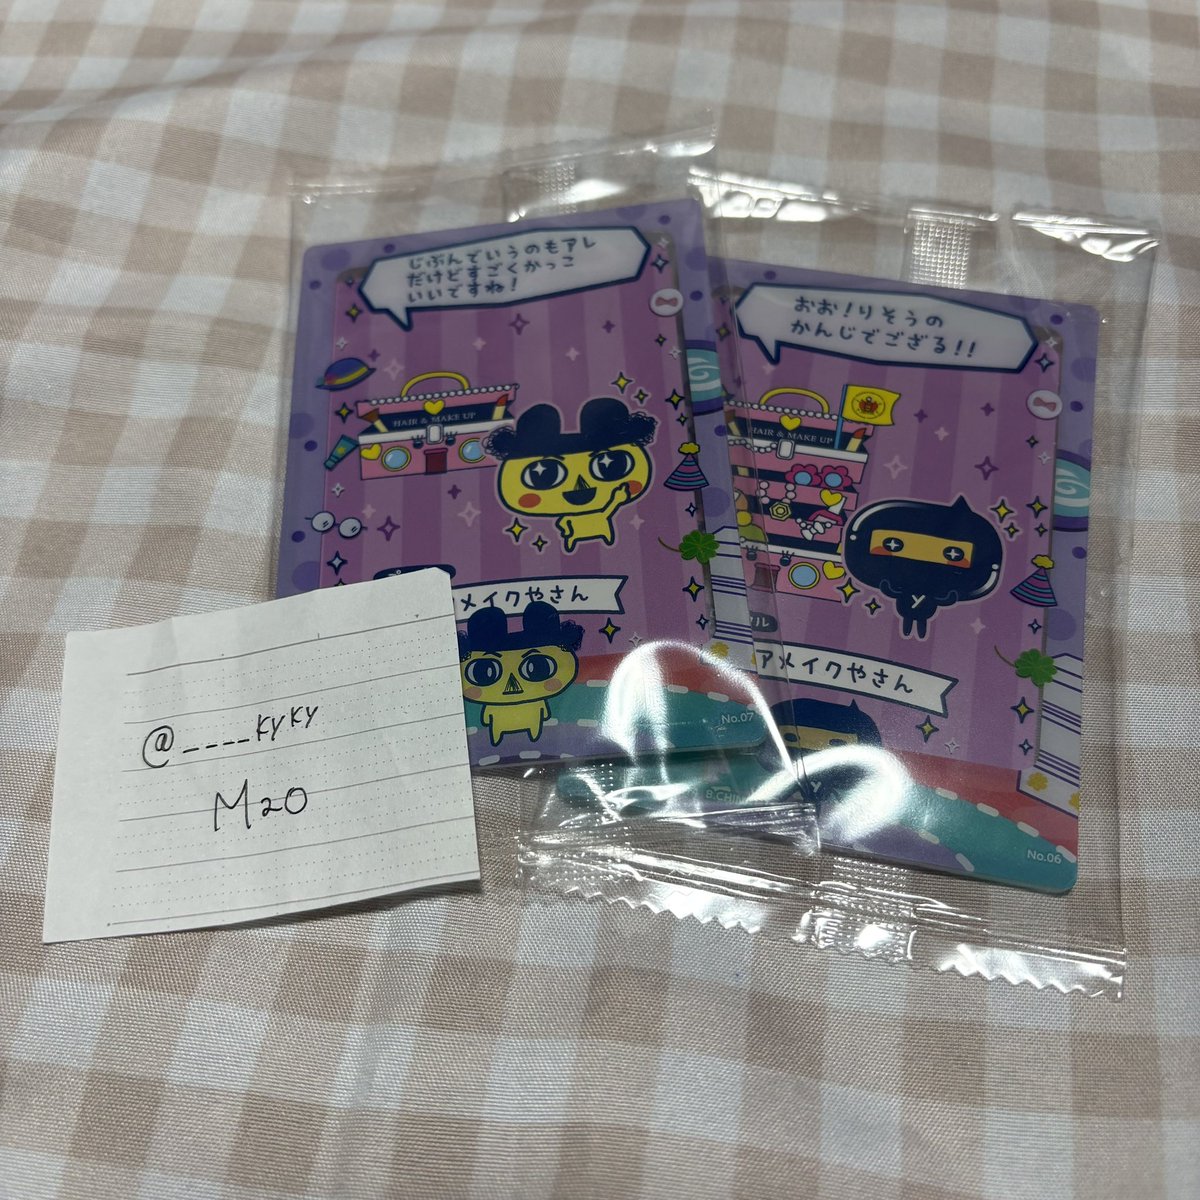 じぶんでいうのもアレ
だけどすごくかっこ
いいですね!
HAIR & MAKE UP
メイクやさん
No.07
おお!りそうの
かんじでござる!!
HAIR & MAKE UP
アメイクやさん
No.06
@____KyKy
M20